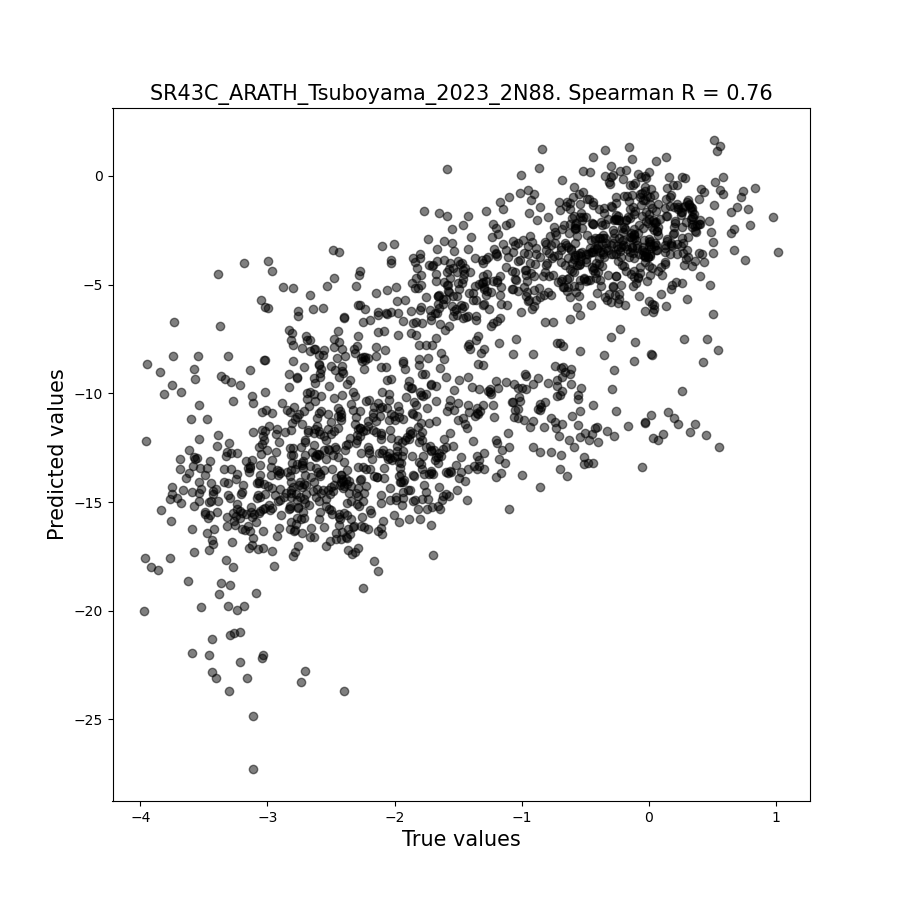 SR43C_ARATH_Tsuboyama_2023_2N88. Spearman R = 0.76
0
−5
−10
−15
−20
−25
Predicted values
−4 −3 −2 −1 0 1
True values